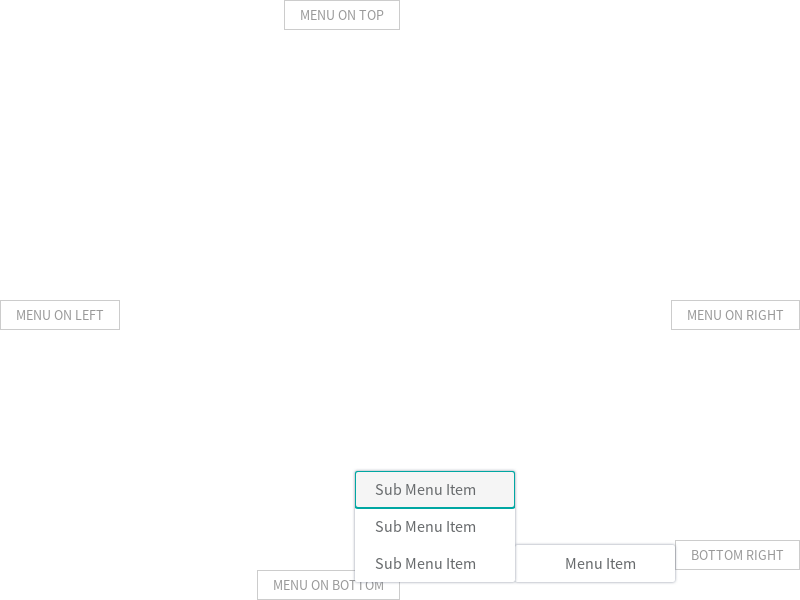 MENU ON TOP
MENU ON LEFT
MENU ON RIGHT
Sub Menu Item
Sub Menu Item
Sub Menu Item
Menu Item
BOTTOM RIGHT
MENU ON BOTTOM